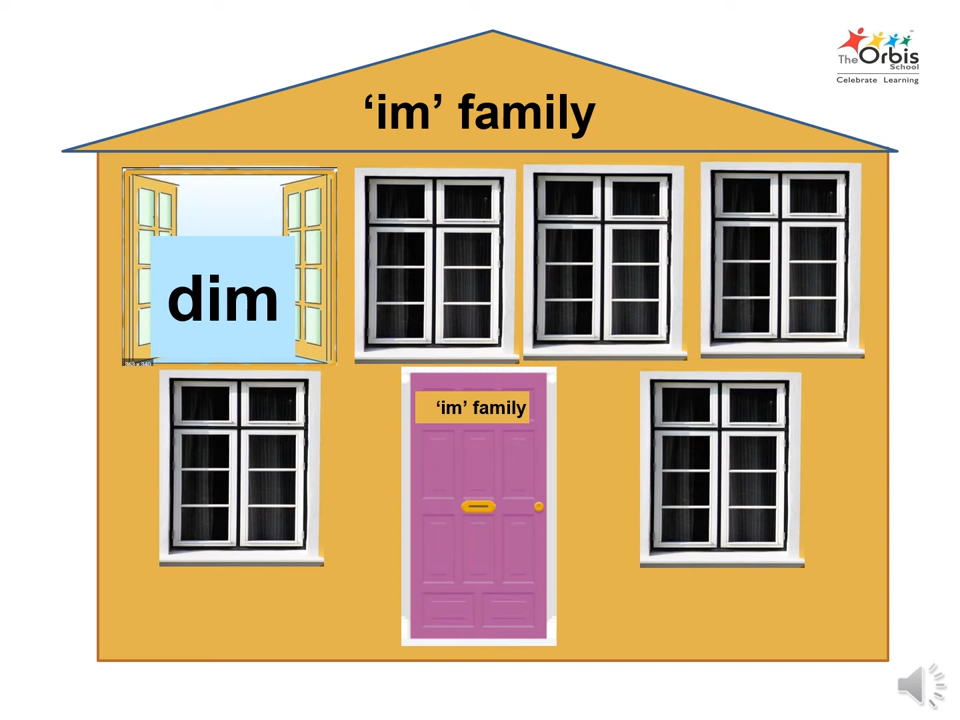 The Orbis
School
Celebrate Learning
‘im’ family
dim
‘im’ family